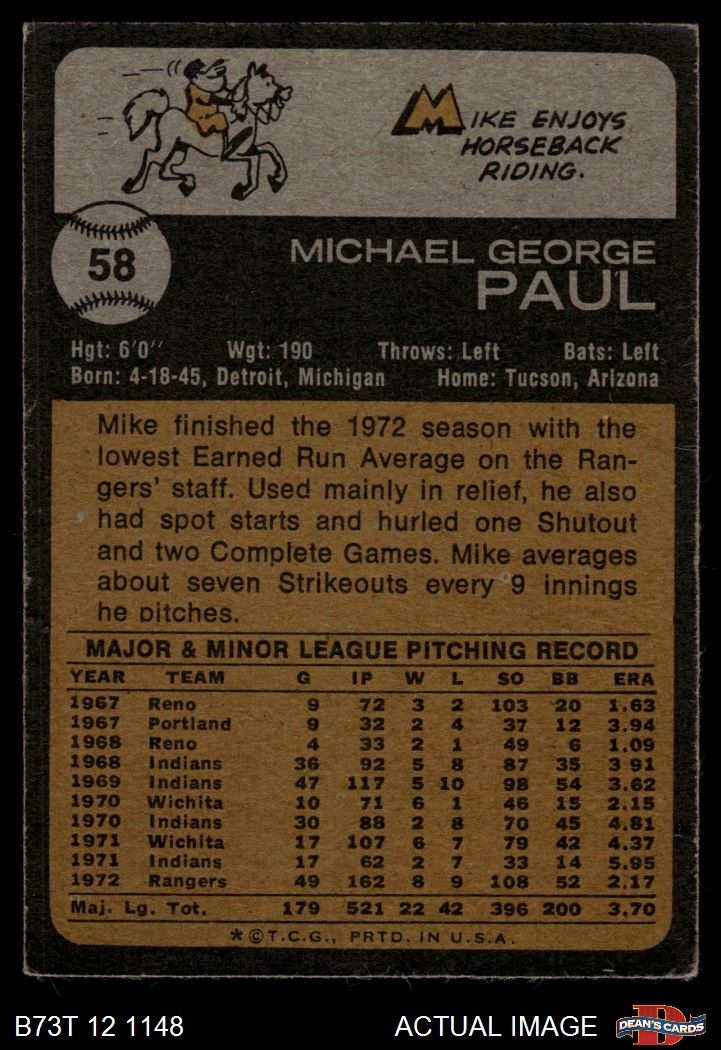 MIKE ENJOYS
HORSEBACK
RIDING.
58
MICHAEL GEORGE
PAUL
Hgt: 6'0" Wgt: 190 Throws: Left Bats: Left
Born: 4-18-45, Detroit, Michigan Home: Tucson, Arizona
Mike finished the 1972 season with the
lowest Earned Run Average on the Ran-
gers' staff. Used mainly in relief, he also
had spot starts and hurled one Shutout
and two Complete Games. Mike averages
about seven Strikeouts every 9 innings
he pitches.
MAJOR & MINOR LEAGUE PITCHING RECORD
YEAR TEAM G IP W L SO BB ERA
1967 Reno 9 72 3 2 103 20 1.63
1967 Portland 9 32 2 4 37 12 3.94
1968 Reno 4 33 2 1 49 6 1.09
1968 Indians 36 92 5 8 87 35 3 91
1969 Indians 47 117 5 10 98 54 3.62
1970 Wichita 10 71 6 1 46 15 2.15
1970 Indians 30 88 2 8 70 45 4.81
1971 Wichita 17 107 6 7 79 42 4.37
1971 Indians 17 62 2 7 33 14 5.95
1972 Rangers 49 162 8 9 108 52 2.17
Maj. Lg. Tot. 179 521 22 42 396 200 3.70
*©T.C.G., PRTD. IN U.S.A.
B73T 12 1148 ACTUAL IMAGE D DEAN'S CARDS